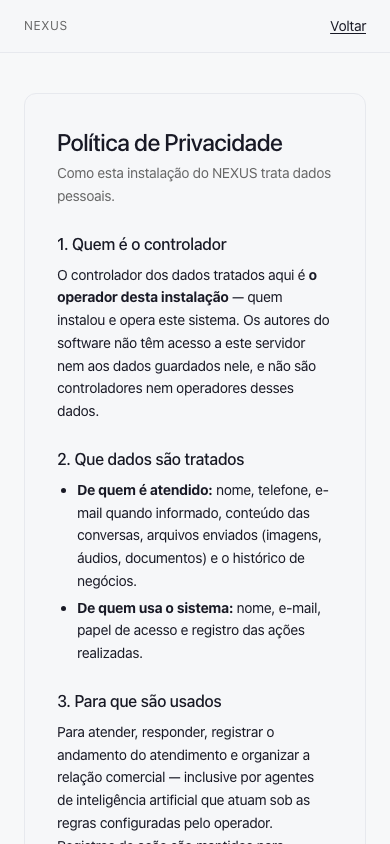 NEXUS
Voltar
Política de Privacidade
Como esta instalação do NEXUS trata dados
pessoais.
1. Quem é o controlador
O controlador dos dados tratados aqui é o
operador desta instalação — quem
instalou e opera este sistema. Os autores do
software não têm acesso a este servidor
nem aos dados guardados nele, e não são
controladores nem operadores desses
dados.
2. Que dados são tratados
• De quem é atendido: nome, telefone, e-
mail quando informado, conteúdo das
conversas, arquivos enviados (imagens,
áudios, documentos) e o histórico de
negócios.
• De quem usa o sistema: nome, e-mail,
papel de acesso e registro das ações
realizadas.
3. Para que são usados
Para atender, responder, registrar o
andamento do atendimento e organizar a
relação comercial — inclusive por agentes
de inteligência artificial que atuam sob as
regras configuradas pelo operador.